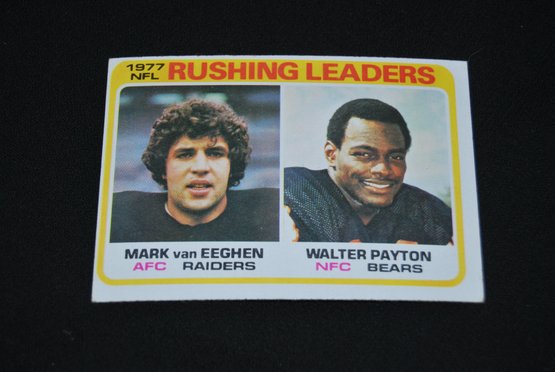 1977
NFL
RUSHING LEADERS
MARK van EEGHEN
AFC RAIDERS
WALTER PAYTON
NFC BEARS